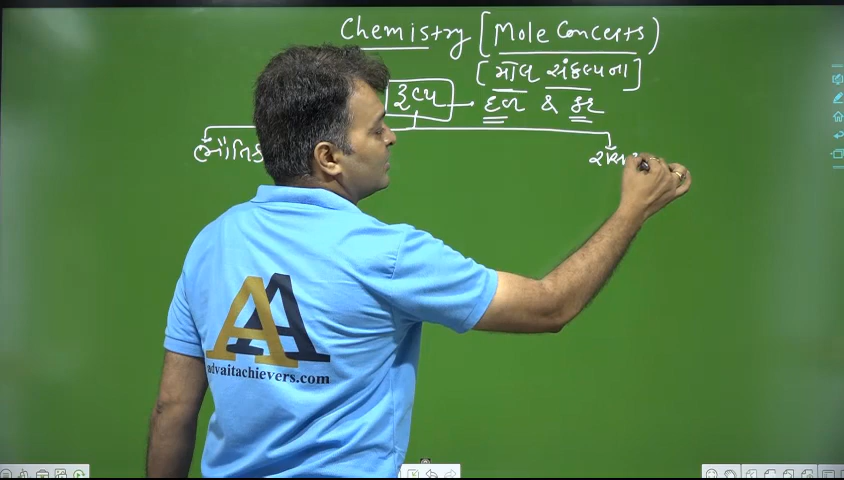 Chemistry [Mole Concepts)
[મોલ સંકલ્પના]
દ્રવ્ય → દળ & કદ
ભૌતિક
advaitachievers.com